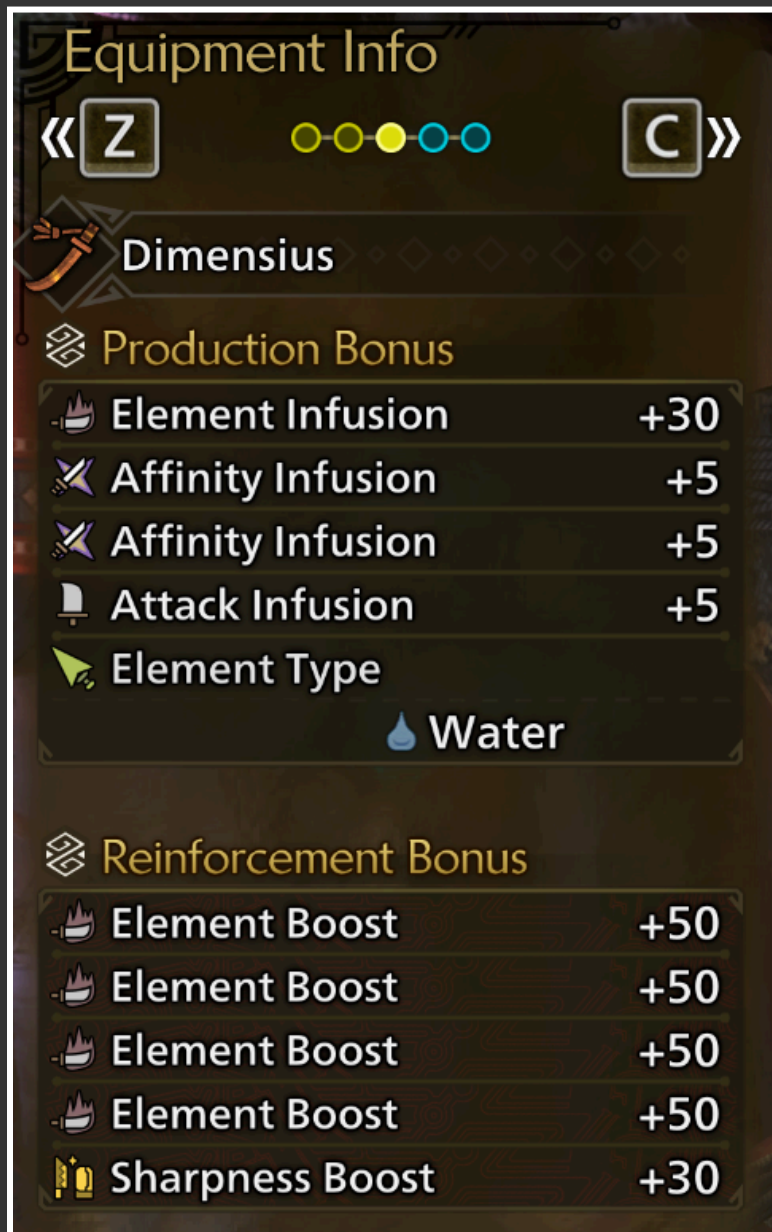 Equipment Info
Z C
Dimensius
Production Bonus
Element Infusion +30
Affinity Infusion +5
Affinity Infusion +5
Attack Infusion +5
Element Type
Water
Reinforcement Bonus
Element Boost +50
Element Boost +50
Element Boost +50
Element Boost +50
Sharpness Boost +30